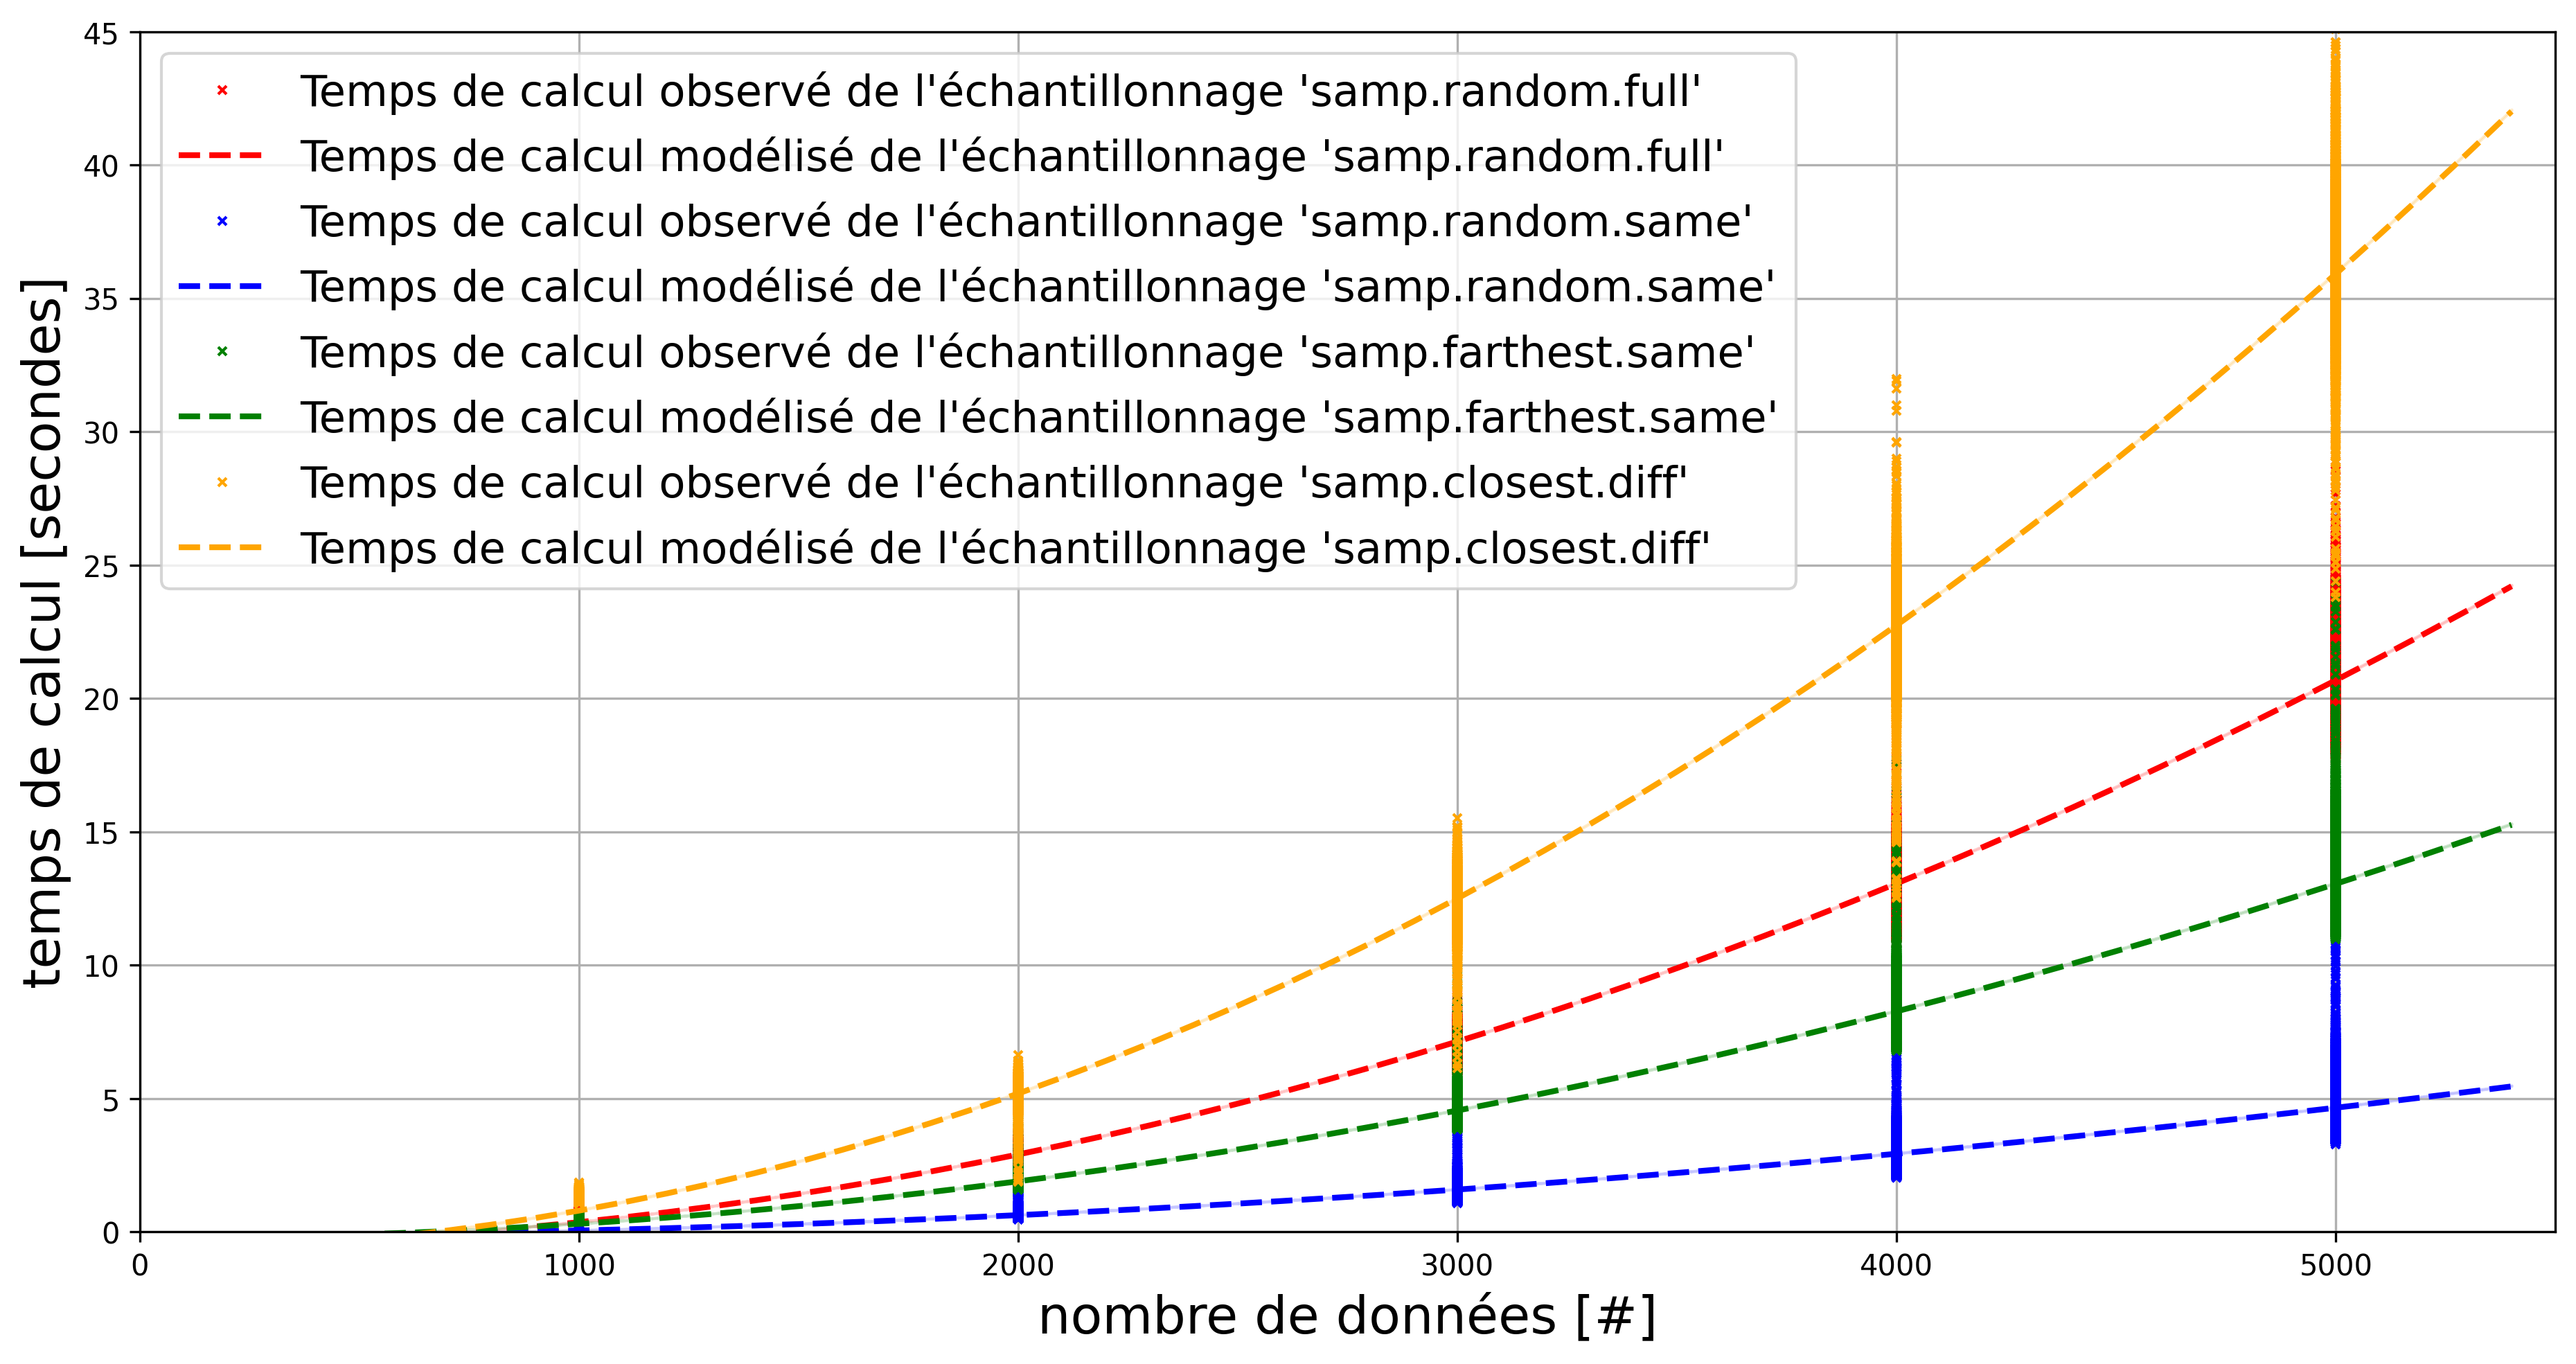 45
40
35
30
25
20
15
10
5
0
temps de calcul [secondes]
Temps de calcul observé de l'échantillonnage 'samp.random.full'
Temps de calcul modélisé de l'échantillonnage 'samp.random.full'
Temps de calcul observé de l'échantillonnage 'samp.random.same'
Temps de calcul modélisé de l'échantillonnage 'samp.random.same'
Temps de calcul observé de l'échantillonnage 'samp.farthest.same'
Temps de calcul modélisé de l'échantillonnage 'samp.farthest.same'
Temps de calcul observé de l'échantillonnage 'samp.closest.diff'
Temps de calcul modélisé de l'échantillonnage 'samp.closest.diff'
0 1000 2000 3000 4000 5000
nombre de données [#]